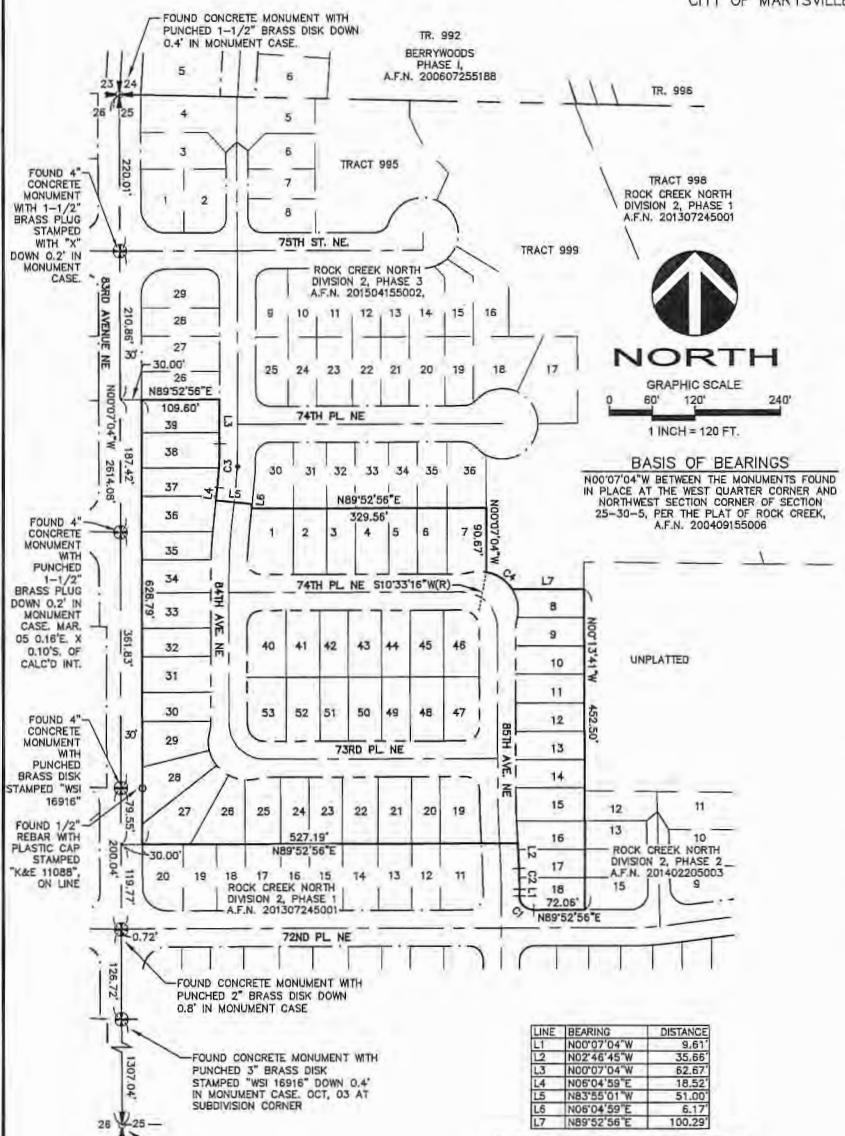 CITY OF MARYSVILLE
FOUND CONCRETE MONUMENT WITH
PUNCHED 1-1/2" BRASS DISK DOWN
0.4' IN MONUMENT CASE.
TR. 992
BERRYWOODS
PHASE I,
A.F.N. 200607255188
5
6
23
24
26
25
TR. 996
4
5
3
6
TRACT 995
7
1
2
8
220.01'
FOUND 4"
CONCRETE
MONUMENT
WITH 1-1/2"
BRASS PLUG
STAMPED
WITH "X"
DOWN 0.2' IN
MONUMENT
CASE.
TRACT 998
ROCK CREEK NORTH
DIVISION 2, PHASE 1
A.F.N. 201307245001
75TH ST. NE.
TRACT 999
ROCK CREEK NORTH
DIVISION 2, PHASE 3
A.F.N. 201504155002,
83RD AVENUE NE
210.86'
30'
30.00'
29
28
27
26
9 10 11 12 13 14 15 16
25 24 23 22 21 20 19 18 17
NORTH
GRAPHIC SCALE
0 60' 120' 240'
1 INCH = 120 FT.
N89°52'56"E
109.60'
L3
74TH PL. NE
N00°07'04"W 2614.08'
187.42'
39
38
37
36
35
C3
L4
L5
L6
30 31 32 33 34 35 36
BASIS OF BEARINGS
N00°07'04"W BETWEEN THE MONUMENTS FOUND
IN PLACE AT THE WEST QUARTER CORNER AND
NORTHWEST SECTION CORNER OF SECTION
25-30-5, PER THE PLAT OF ROCK CREEK,
A.F.N. 200409155006
N89°52'56"E
329.56'
N00°07'04"W
90.67'
1 2 3 4 5 6 7
FOUND 4"
CONCRETE
MONUMENT
WITH
PUNCHED
1-1/2"
BRASS PLUG
DOWN 0.2' IN
MONUMENT
CASE. MAR.
05 0.16'E. X
0.10'S. OF
CALC'D INT.
628.79'
361.83'
34
33
32
31
30
29
84TH AVE. NE
74TH PL. NE S10°33'16"W(R)
C4
L7
8
9
10
11
12
13
14
15
16
17
18
N00°13'41"W
452.50'
UNPLATTED
40 41 42 43 44 45 46
53 52 51 50 49 48 47
85TH AVE. NE
73RD PL. NE
FOUND 4"
CONCRETE
MONUMENT
WITH
PUNCHED
BRASS DISK
STAMPED "WSI
16916"
30'
79.55'
28
27 26 25 24 23 22 21 20 19
FOUND 1/2"
REBAR WITH
PLASTIC CAP
STAMPED
"K&E 11088",
ON LINE
527.19'
N89°52'56"E
200.04'
30.00'
119.77'
20 19 18 17 16 15 14 13 12 11
ROCK CREEK NORTH
DIVISION 2, PHASE 1
A.F.N. 201307245001
L2
C2
L1
C1
72.06'
N89°52'56"E
12
11
13
10
ROCK CREEK NORTH
DIVISION 2, PHASE 2
A.F.N. 201402205003
15
9
0.72'
72ND PL. NE
126.72'
FOUND CONCRETE MONUMENT WITH
PUNCHED 2" BRASS DISK DOWN
0.8' IN MONUMENT CASE
FOUND CONCRETE MONUMENT WITH
PUNCHED 3" BRASS DISK
STAMPED "WSI 16916" DOWN 0.4'
IN MONUMENT CASE. OCT, 03 AT
SUBDIVISION CORNER
1307.04'
26
25
LINE BEARING DISTANCE
L1 N00°07'04"W 9.61'
L2 N02°46'45"W 35.66'
L3 N00°07'04"W 62.67'
L4 N06°04'59"E 18.52'
L5 N83°55'01"W 51.00'
L6 N06°04'59"E 6.17'
L7 N89°52'56"E 100.29'